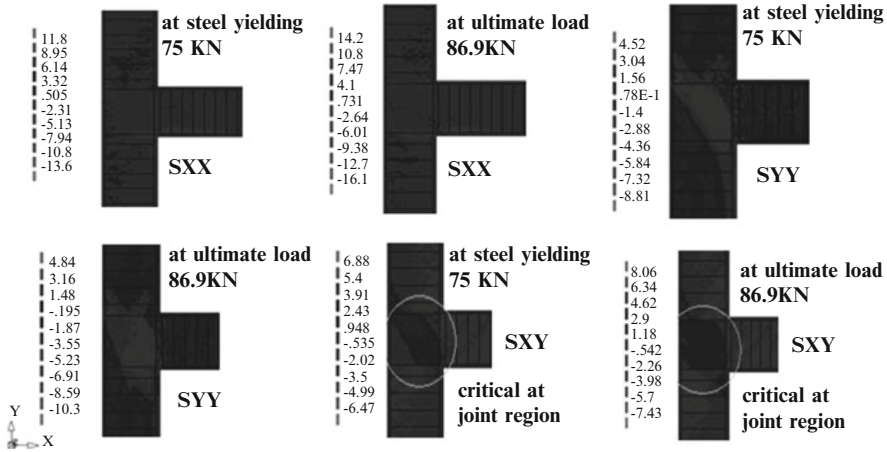 11.8
8.95
6.14
3.32
.505
-2.31
-5.13
-7.94
-10.8
-13.6
at steel yielding
75 KN
SXX
14.2
10.8
7.47
4.1
.731
-2.64
-6.01
-9.38
-12.7
-16.1
at ultimate load
86.9KN
SXX
4.52
3.04
1.56
.78E-1
-1.4
-2.88
-4.36
-5.84
-7.32
-8.81
at steel yielding
75 KN
SYY
4.84
3.16
1.48
-.195
-1.87
-3.55
-5.23
-6.91
-8.59
-10.3
at ultimate load
86.9KN
SYY
6.88
5.4
3.91
2.43
.948
-.535
-2.02
-3.5
-4.99
-6.47
at steel yielding
75 KN
SXY
critical at
joint region
8.06
6.34
4.62
2.9
1.18
-.542
-2.26
-3.98
-5.7
-7.43
at ultimate load
86.9KN
SXY
critical at
joint region
Y
X